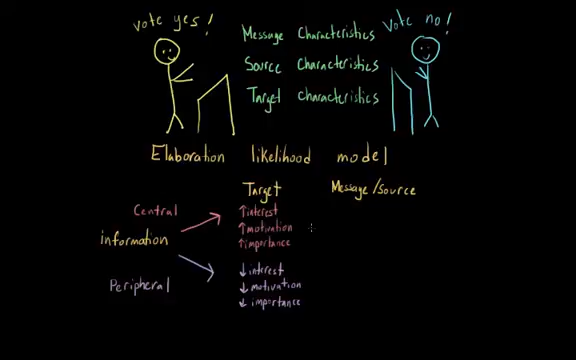 vote yes!
Vote no!
Message Characteristics
Source Characteristics
Target Characteristics
Elaboration likelihood model
Target Message/Source
Central
↑interest
↑motivation
↑importance
information
Peripheral
↓interest
↓motivation
↓importance